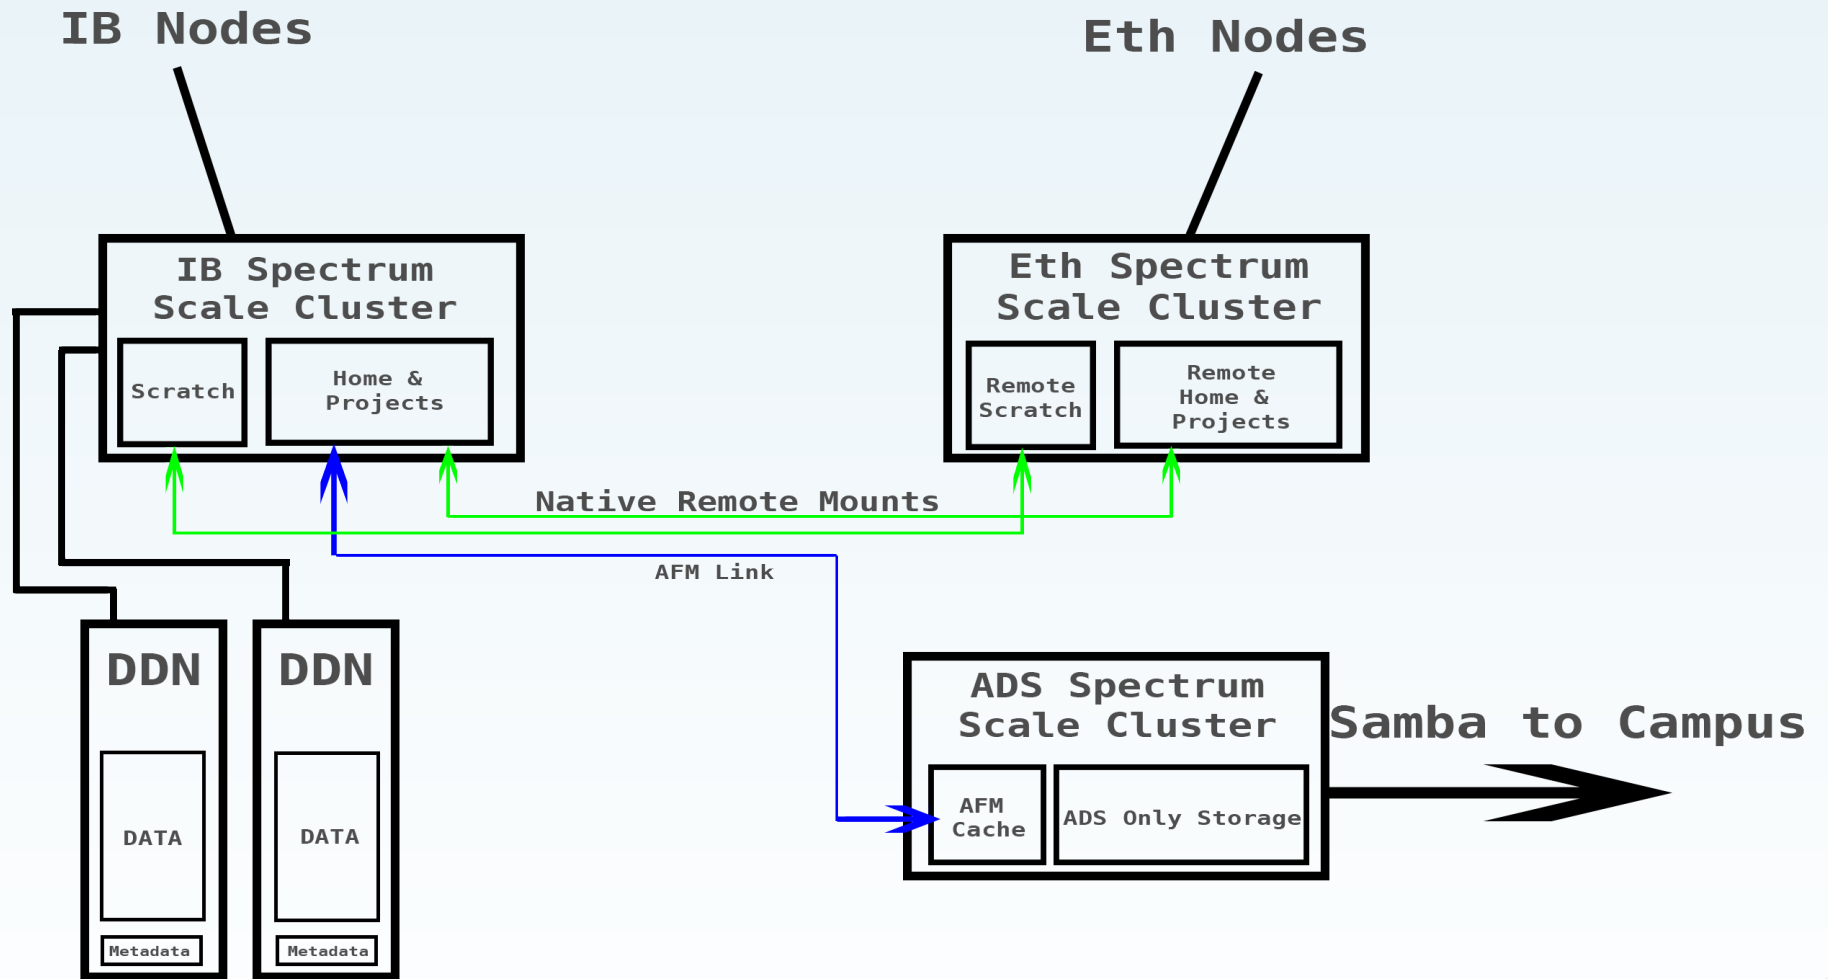 IB Nodes
Eth Nodes
IB Spectrum
Scale Cluster
Scratch
Home &
Projects
Eth Spectrum
Scale Cluster
Remote
Scratch
Remote
Home &
Projects
Native Remote Mounts
AFM Link
DDN
DATA
Metadata
DDN
DATA
Metadata
ADS Spectrum
Scale Cluster
AFM
Cache
ADS Only Storage
Samba to Campus